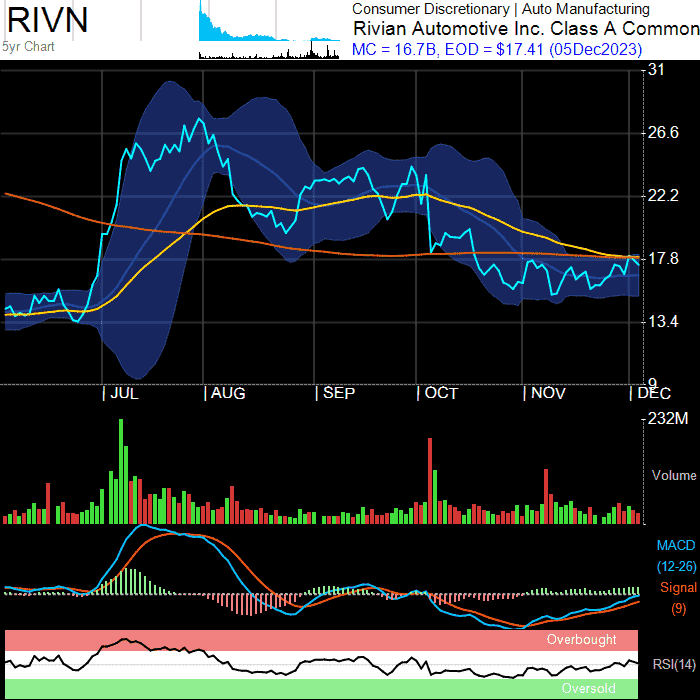 RIVN
5yr Chart
Consumer Discretionary | Auto Manufacturing
Rivian Automotive Inc. Class A Common
MC = 16.7B, EOD = $17.41 (05Dec2023)
31
26.6
22.2
17.8
13.4
9
JUL AUG SEP OCT NOV DEC
232M
Volume
MACD
(12-26)
Signal
(9)
Overbought
RSI(14)
Oversold